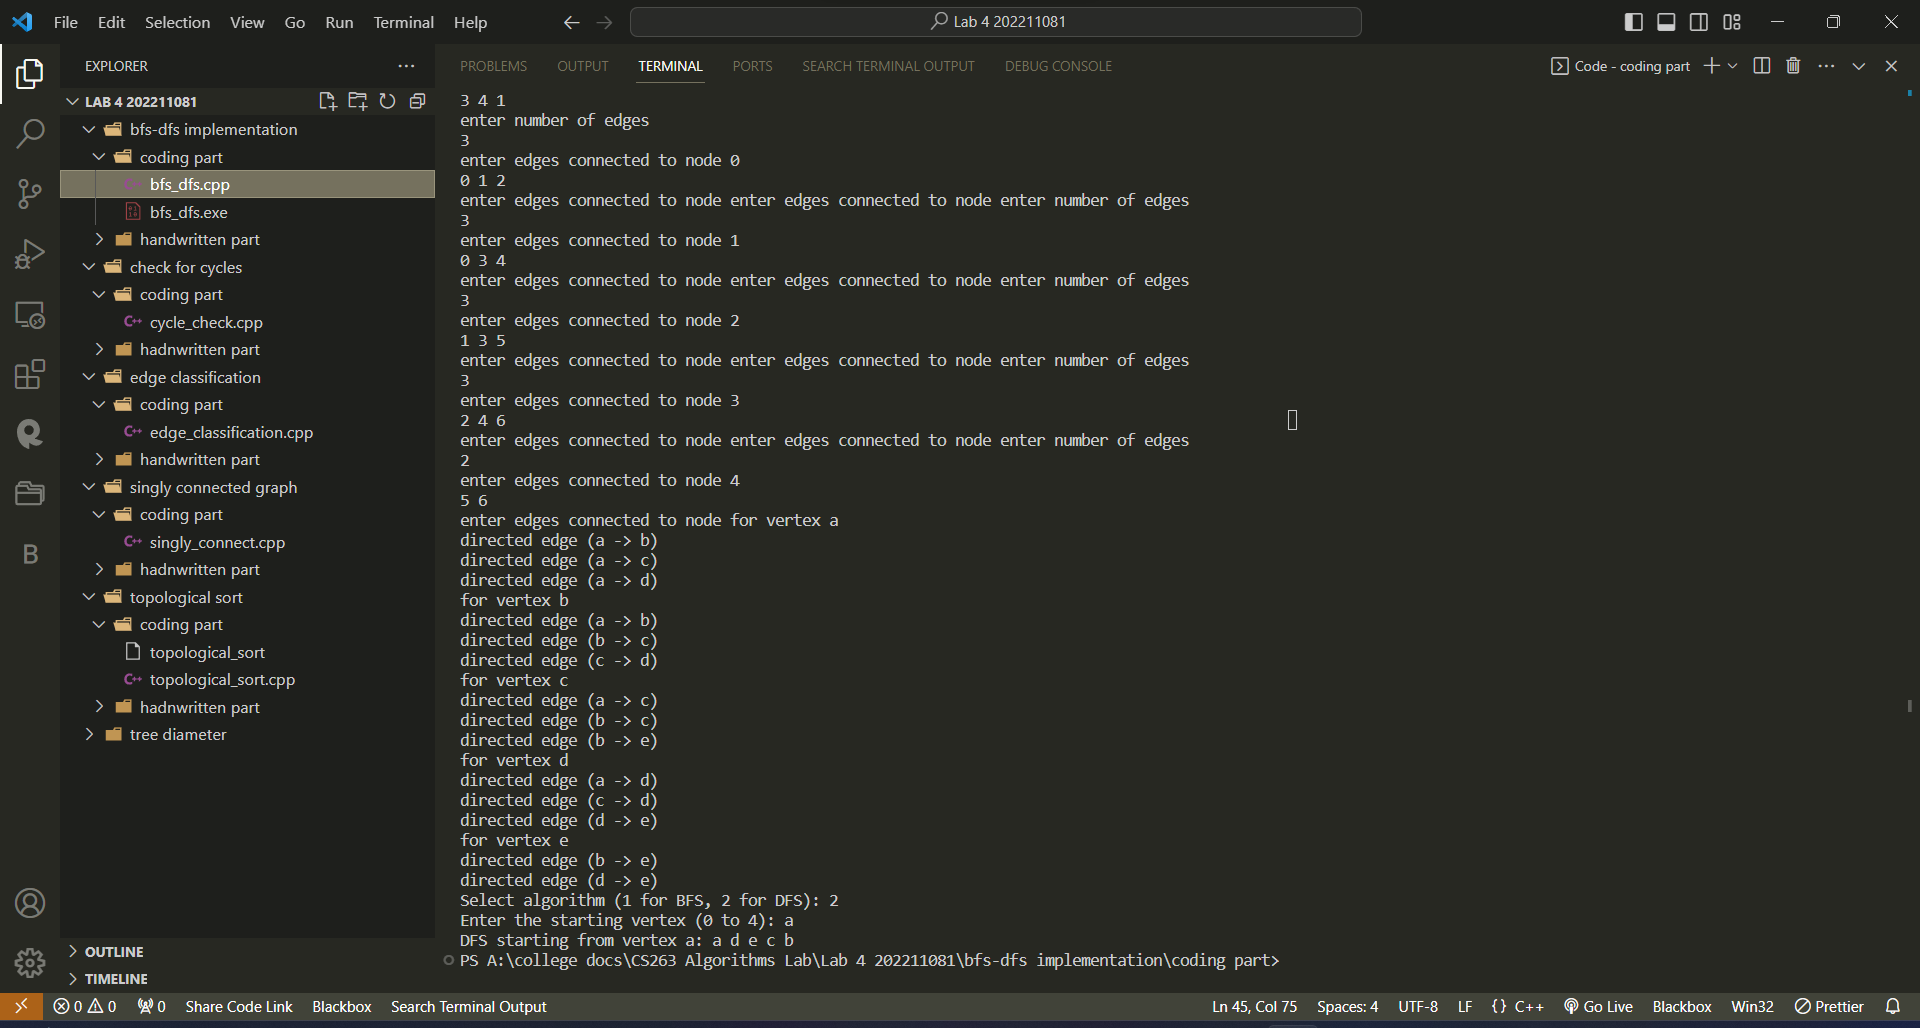 File Edit Selection View Go Run Terminal Help
Lab 4 202211081
EXPLORER
LAB 4 202211081
bfs-dfs implementation
coding part
bfs_dfs.cpp
bfs_dfs.exe
handwritten part
check for cycles
coding part
cycle_check.cpp
hadnwritten part
edge classification
coding part
edge_classification.cpp
handwritten part
singly connected graph
coding part
singly_connect.cpp
hadnwritten part
topological sort
coding part
topological_sort
topological_sort.cpp
hadnwritten part
tree diameter
OUTLINE
TIMELINE
PROBLEMS OUTPUT TERMINAL PORTS SEARCH TERMINAL OUTPUT DEBUG CONSOLE
Code - coding part
3 4 1
enter number of edges
3
enter edges connected to node 0
0 1 2
enter edges connected to node enter edges connected to node enter number of edges
3
enter edges connected to node 1
0 3 4
enter edges connected to node enter edges connected to node enter number of edges
3
enter edges connected to node 2
1 3 5
enter edges connected to node enter edges connected to node enter number of edges
3
enter edges connected to node 3
2 4 6
enter edges connected to node enter edges connected to node enter number of edges
2
enter edges connected to node 4
5 6
enter edges connected to node for vertex a
directed edge (a -> b)
directed edge (a -> c)
directed edge (a -> d)
for vertex b
directed edge (a -> b)
directed edge (b -> c)
directed edge (c -> d)
for vertex c
directed edge (a -> c)
directed edge (b -> c)
directed edge (b -> e)
for vertex d
directed edge (a -> d)
directed edge (c -> d)
directed edge (d -> e)
for vertex e
directed edge (b -> e)
directed edge (d -> e)
Select algorithm (1 for BFS, 2 for DFS): 2
Enter the starting vertex (0 to 4): a
DFS starting from vertex a: a d e c b
PS A:\college docs\CS263 Algorithms Lab\Lab 4 202211081\bfs-dfs implementation\coding part>
0 0 0 Share Code Link Blackbox Search Terminal Output Ln 45, Col 75 Spaces: 4 UTF-8 LF {} C++ Go Live Blackbox Win32 Prettier